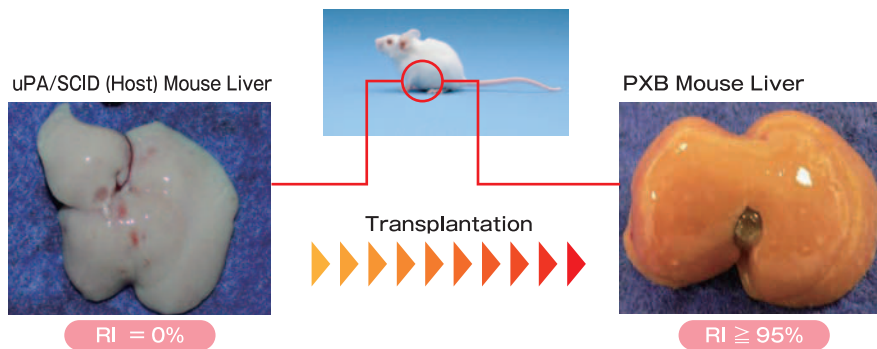 uPA/SCID (Host) Mouse Liver
PXB Mouse Liver
Transplantation
RI = 0%
RI ≧ 95%